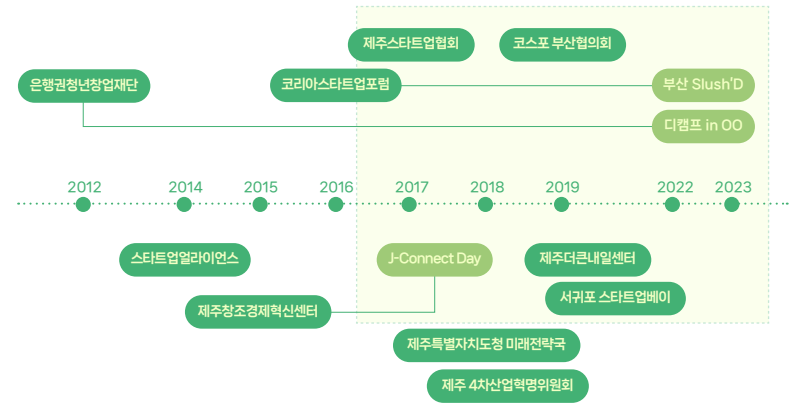 제주스타트업협회
코스포 부산협의회
은행권청년창업재단
코리아스타트업포럼
부산 Slush'D
디캠프 in OO
2012
2014
2015
2016
2017
2018
2019
2022
2023
스타트업얼라이언스
J-Connect Day
제주더큰내일센터
서귀포 스타트업베이
제주창조경제혁신센터
제주특별자치도청 미래전략국
제주 4차산업혁명위원회